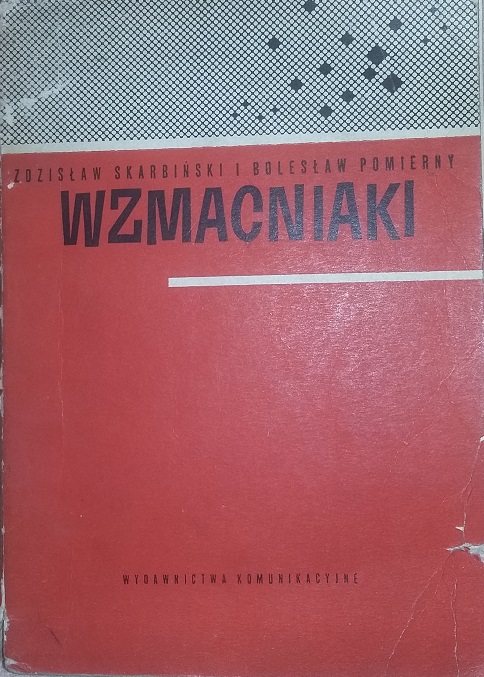 ZDZISŁAW SKARBIŃSKI I BOLESŁAW POMIERNY
WZMACNIAKI
WYDAWNICTWA KOMUNIKACYJNE